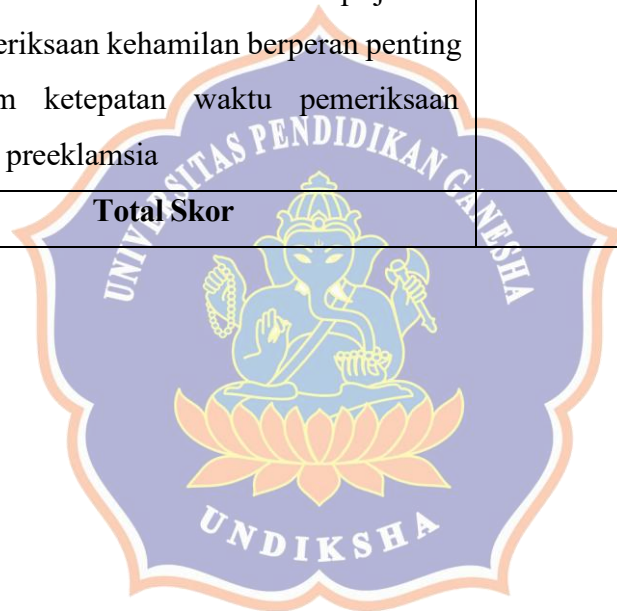 eriksaan kehamilan berperan penting
m ketepatan waktu pemeriksaan
preeklamsia
Total Skor
UNIVERSITAS PENDIDIKAN GANESHA
UNDIKSHA